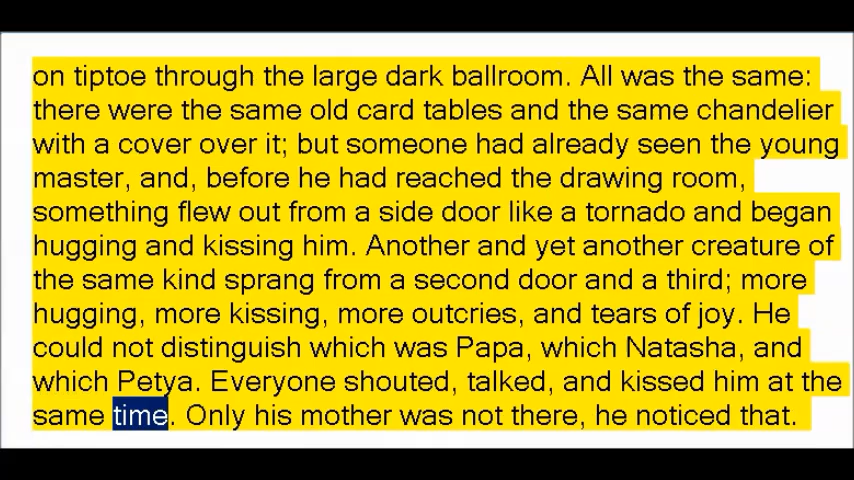 on tiptoe through the large dark ballroom. All was the same:
there were the same old card tables and the same chandelier
with a cover over it; but someone had already seen the young
master, and, before he had reached the drawing room,
something flew out from a side door like a tornado and began
hugging and kissing him. Another and yet another creature of
the same kind sprang from a second door and a third; more
hugging, more kissing, more outcries, and tears of joy. He
could not distinguish which was Papa, which Natasha, and
which Petya. Everyone shouted, talked, and kissed him at the
same time. Only his mother was not there, he noticed that.